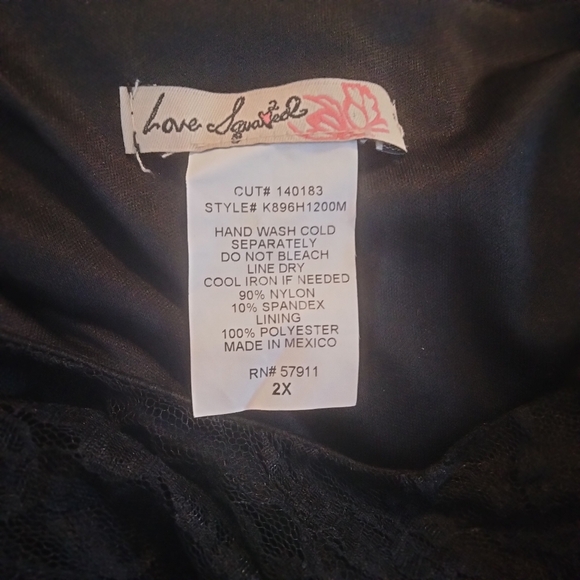 Love Squared
CUT# 140183
STYLE# K896H1200M
HAND WASH COLD
SEPARATELY
DO NOT BLEACH
LINE DRY
COOL IRON IF NEEDED
90% NYLON
10% SPANDEX
LINING
100% POLYESTER
MADE IN MEXICO
RN# 57911
2X